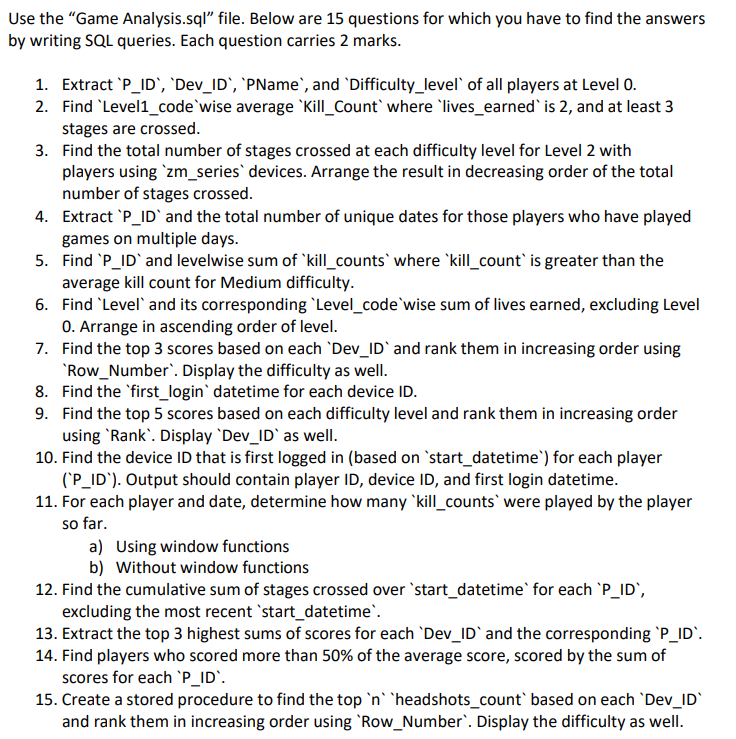 Use the “Game Analysis.sql” file. Below are 15 questions for which you have to find the answers
by writing SQL queries. Each question carries 2 marks.
1. Extract `P_ID`, `Dev_ID`, `PName`, and `Difficulty_level` of all players at Level 0.
2. Find `Level1_code`wise average `Kill_Count` where `lives_earned` is 2, and at least 3
stages are crossed.
3. Find the total number of stages crossed at each difficulty level for Level 2 with
players using `zm_series` devices. Arrange the result in decreasing order of the total
number of stages crossed.
4. Extract `P_ID` and the total number of unique dates for those players who have played
games on multiple days.
5. Find `P_ID` and levelwise sum of `kill_counts` where `kill_count` is greater than the
average kill count for Medium difficulty.
6. Find `Level` and its corresponding `Level_code`wise sum of lives earned, excluding Level
0. Arrange in ascending order of level.
7. Find the top 3 scores based on each `Dev_ID` and rank them in increasing order using
`Row_Number`. Display the difficulty as well.
8. Find the `first_login` datetime for each device ID.
9. Find the top 5 scores based on each difficulty level and rank them in increasing order
using `Rank`. Display `Dev_ID` as well.
10. Find the device ID that is first logged in (based on `start_datetime`) for each player
(`P_ID`). Output should contain player ID, device ID, and first login datetime.
11. For each player and date, determine how many `kill_counts` were played by the player
so far.
a) Using window functions
b) Without window functions
12. Find the cumulative sum of stages crossed over `start_datetime` for each `P_ID`,
excluding the most recent `start_datetime`.
13. Extract the top 3 highest sums of scores for each `Dev_ID` and the corresponding `P_ID`.
14. Find players who scored more than 50% of the average score, scored by the sum of
scores for each `P_ID`.
15. Create a stored procedure to find the top `n` `headshots_count` based on each `Dev_ID`
and rank them in increasing order using `Row_Number`. Display the difficulty as well.